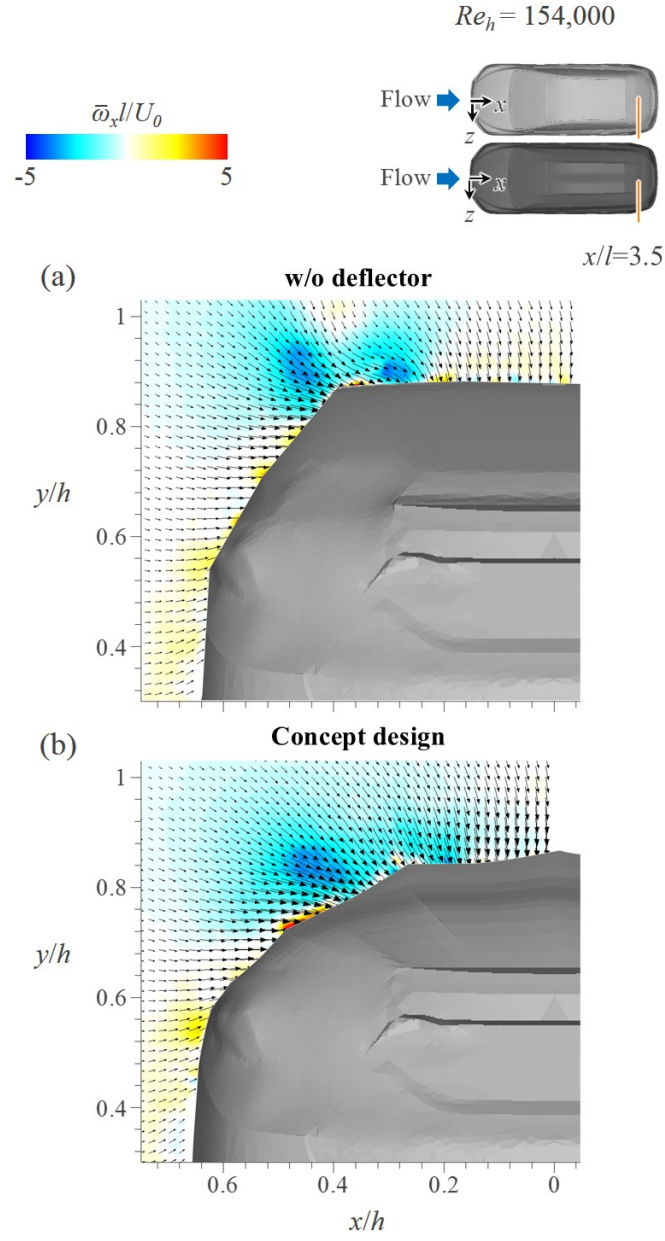 Re_h = 154,000
ω̄_x l/U_0
-5 5
Flow x
z
Flow x
z
x/l=3.5
(a) w/o deflector
1
0.8
y/h
0.6
0.4
(b) Concept design
1
0.8
y/h
0.6
0.4
0.6 0.4 0.2 0
x/h